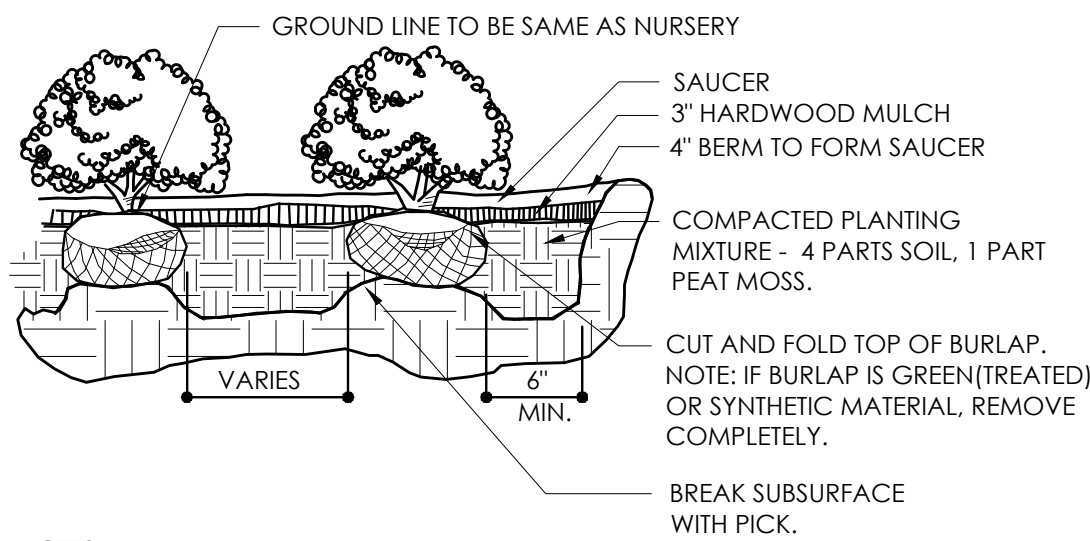 GROUND LINE TO BE SAME AS NURSERY
SAUCER
3" HARDWOOD MULCH
4" BERM TO FORM SAUCER
COMPACTED PLANTING
MIXTURE - 4 PARTS SOIL, 1 PART
PEAT MOSS.
CUT AND FOLD TOP OF BURLAP.
NOTE: IF BURLAP IS GREEN(TREATED)
OR SYNTHETIC MATERIAL, REMOVE
COMPLETELY.
VARIES
6"
MIN.
BREAK SUBSURFACE
WITH PICK.